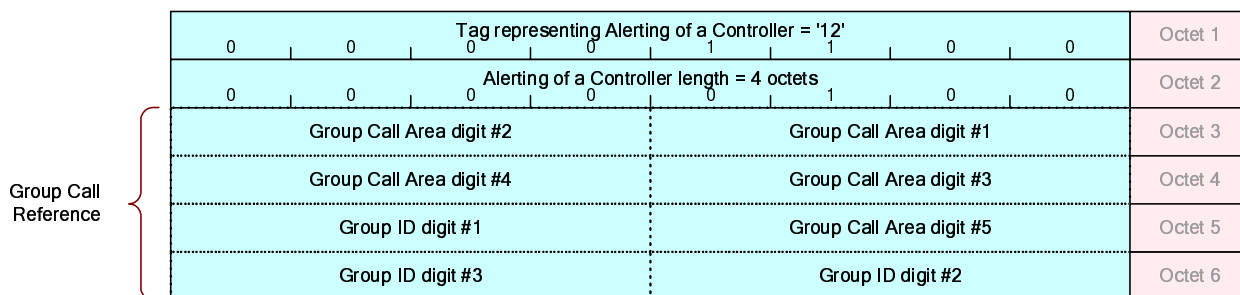 Tag representing Alerting of a Controller = '12'
0 0 0 0 1 1 0 0 Octet 1
Alerting of a Controller length = 4 octets
0 0 0 0 0 1 0 0 Octet 2
Group Call Area digit #2 Group Call Area digit #1 Octet 3
Group Call Area digit #4 Group Call Area digit #3 Octet 4
Group Call
Reference
Group ID digit #1 Group Call Area digit #5 Octet 5
Group ID digit #3 Group ID digit #2 Octet 6